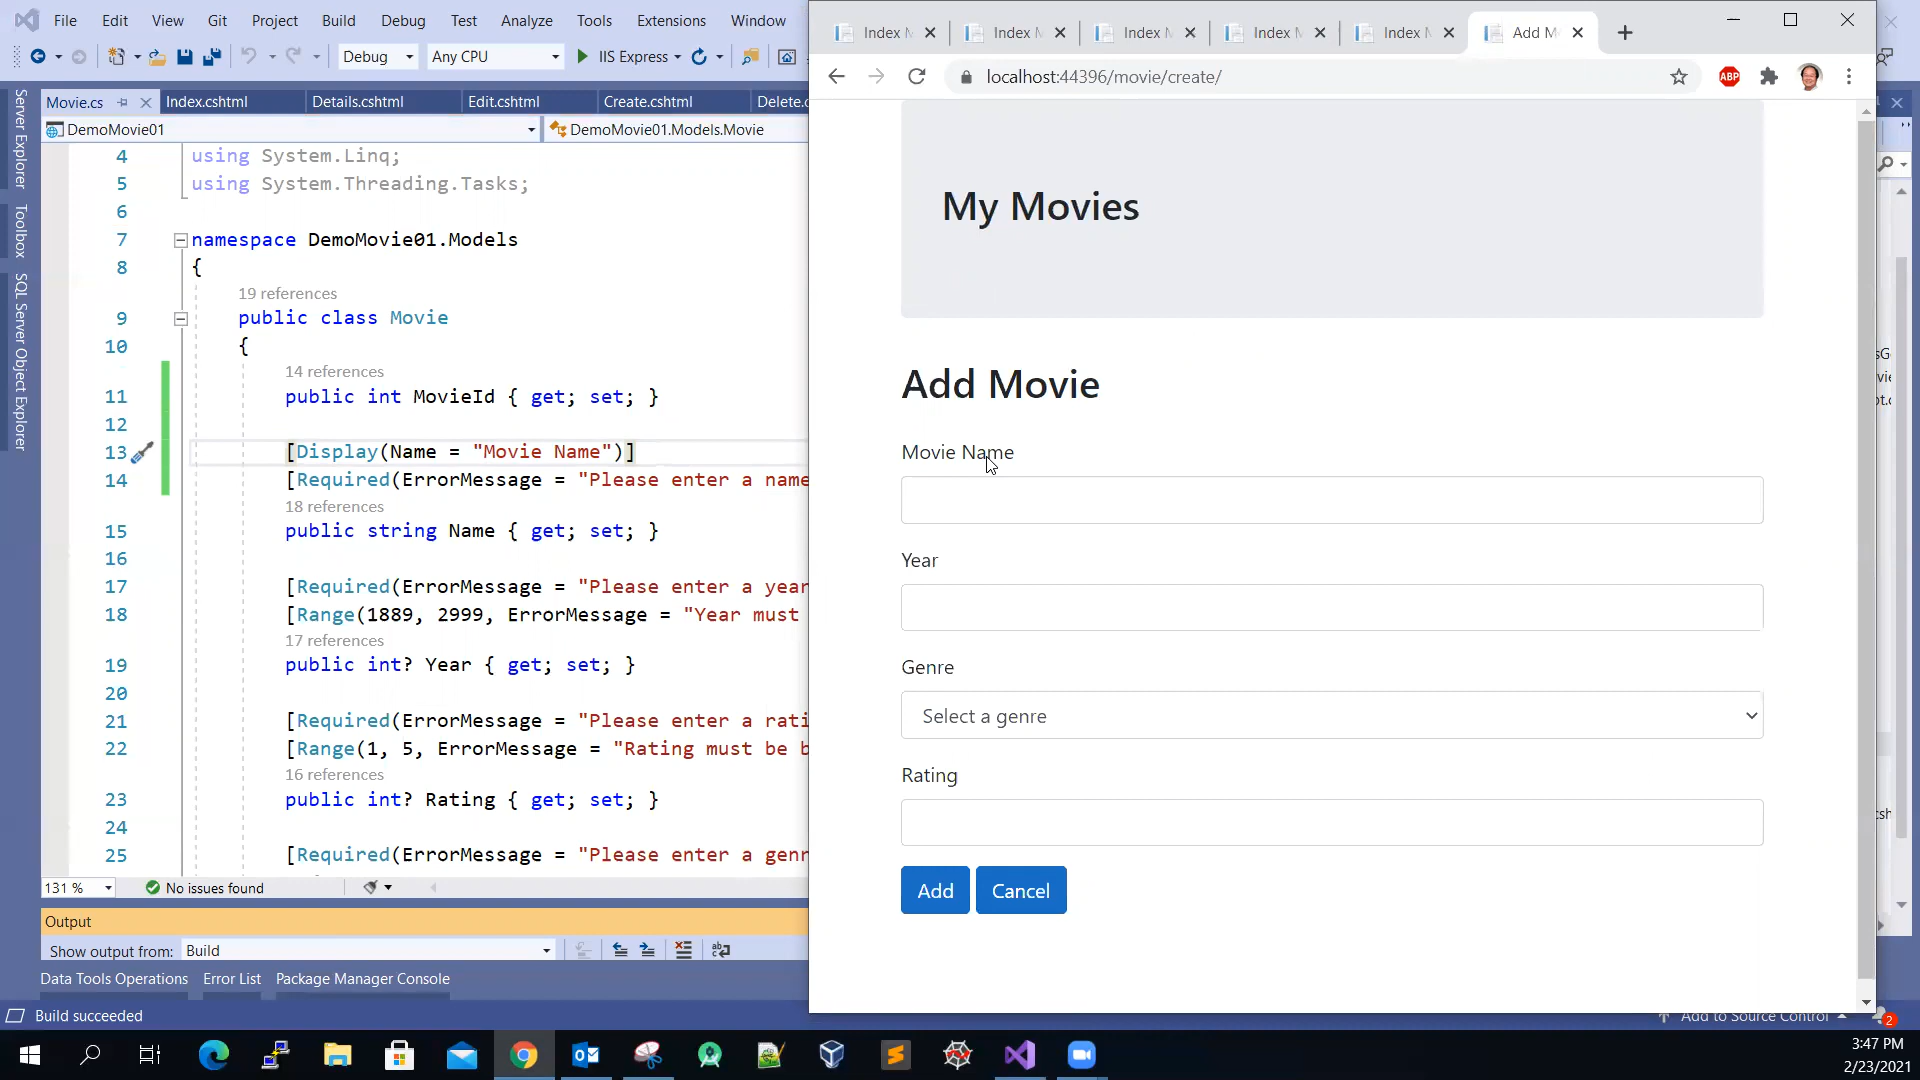 File Edit View Git Project Build Debug Test Analyze Tools Extensions Window
Debug Any CPU IIS Express
Server Explorer
Toolbox
SQL Server Object Explorer
Movie.cs Index.cshtml Details.cshtml Edit.cshtml Create.cshtml Delete.c
DemoMovie01 DemoMovie01.Models.Movie
4 using System.Linq;
5 using System.Threading.Tasks;
6
7 namespace DemoMovie01.Models
8 {
19 references
9 public class Movie
10 {
14 references
11 public int MovieId { get; set; }
12
13 [Display(Name = "Movie Name")]
14 [Required(ErrorMessage = "Please enter a name
18 references
15 public string Name { get; set; }
16
17 [Required(ErrorMessage = "Please enter a year
18 [Range(1889, 2999, ErrorMessage = "Year must
17 references
19 public int? Year { get; set; }
20
21 [Required(ErrorMessage = "Please enter a rati
22 [Range(1, 5, ErrorMessage = "Rating must be b
16 references
23 public int? Rating { get; set; }
24
25 [Required(ErrorMessage = "Please enter a genr
131 % No issues found
Output
Show output from: Build
Data Tools Operations Error List Package Manager Console
Build succeeded
Index M Index M Index M Index M Index M Add M
localhost:44396/movie/create/
ABP
My Movies
Add Movie
Movie Name
Year
Genre
Select a genre
Rating
Add Cancel
Add to Source Control
2
3:47 PM
2/23/2021